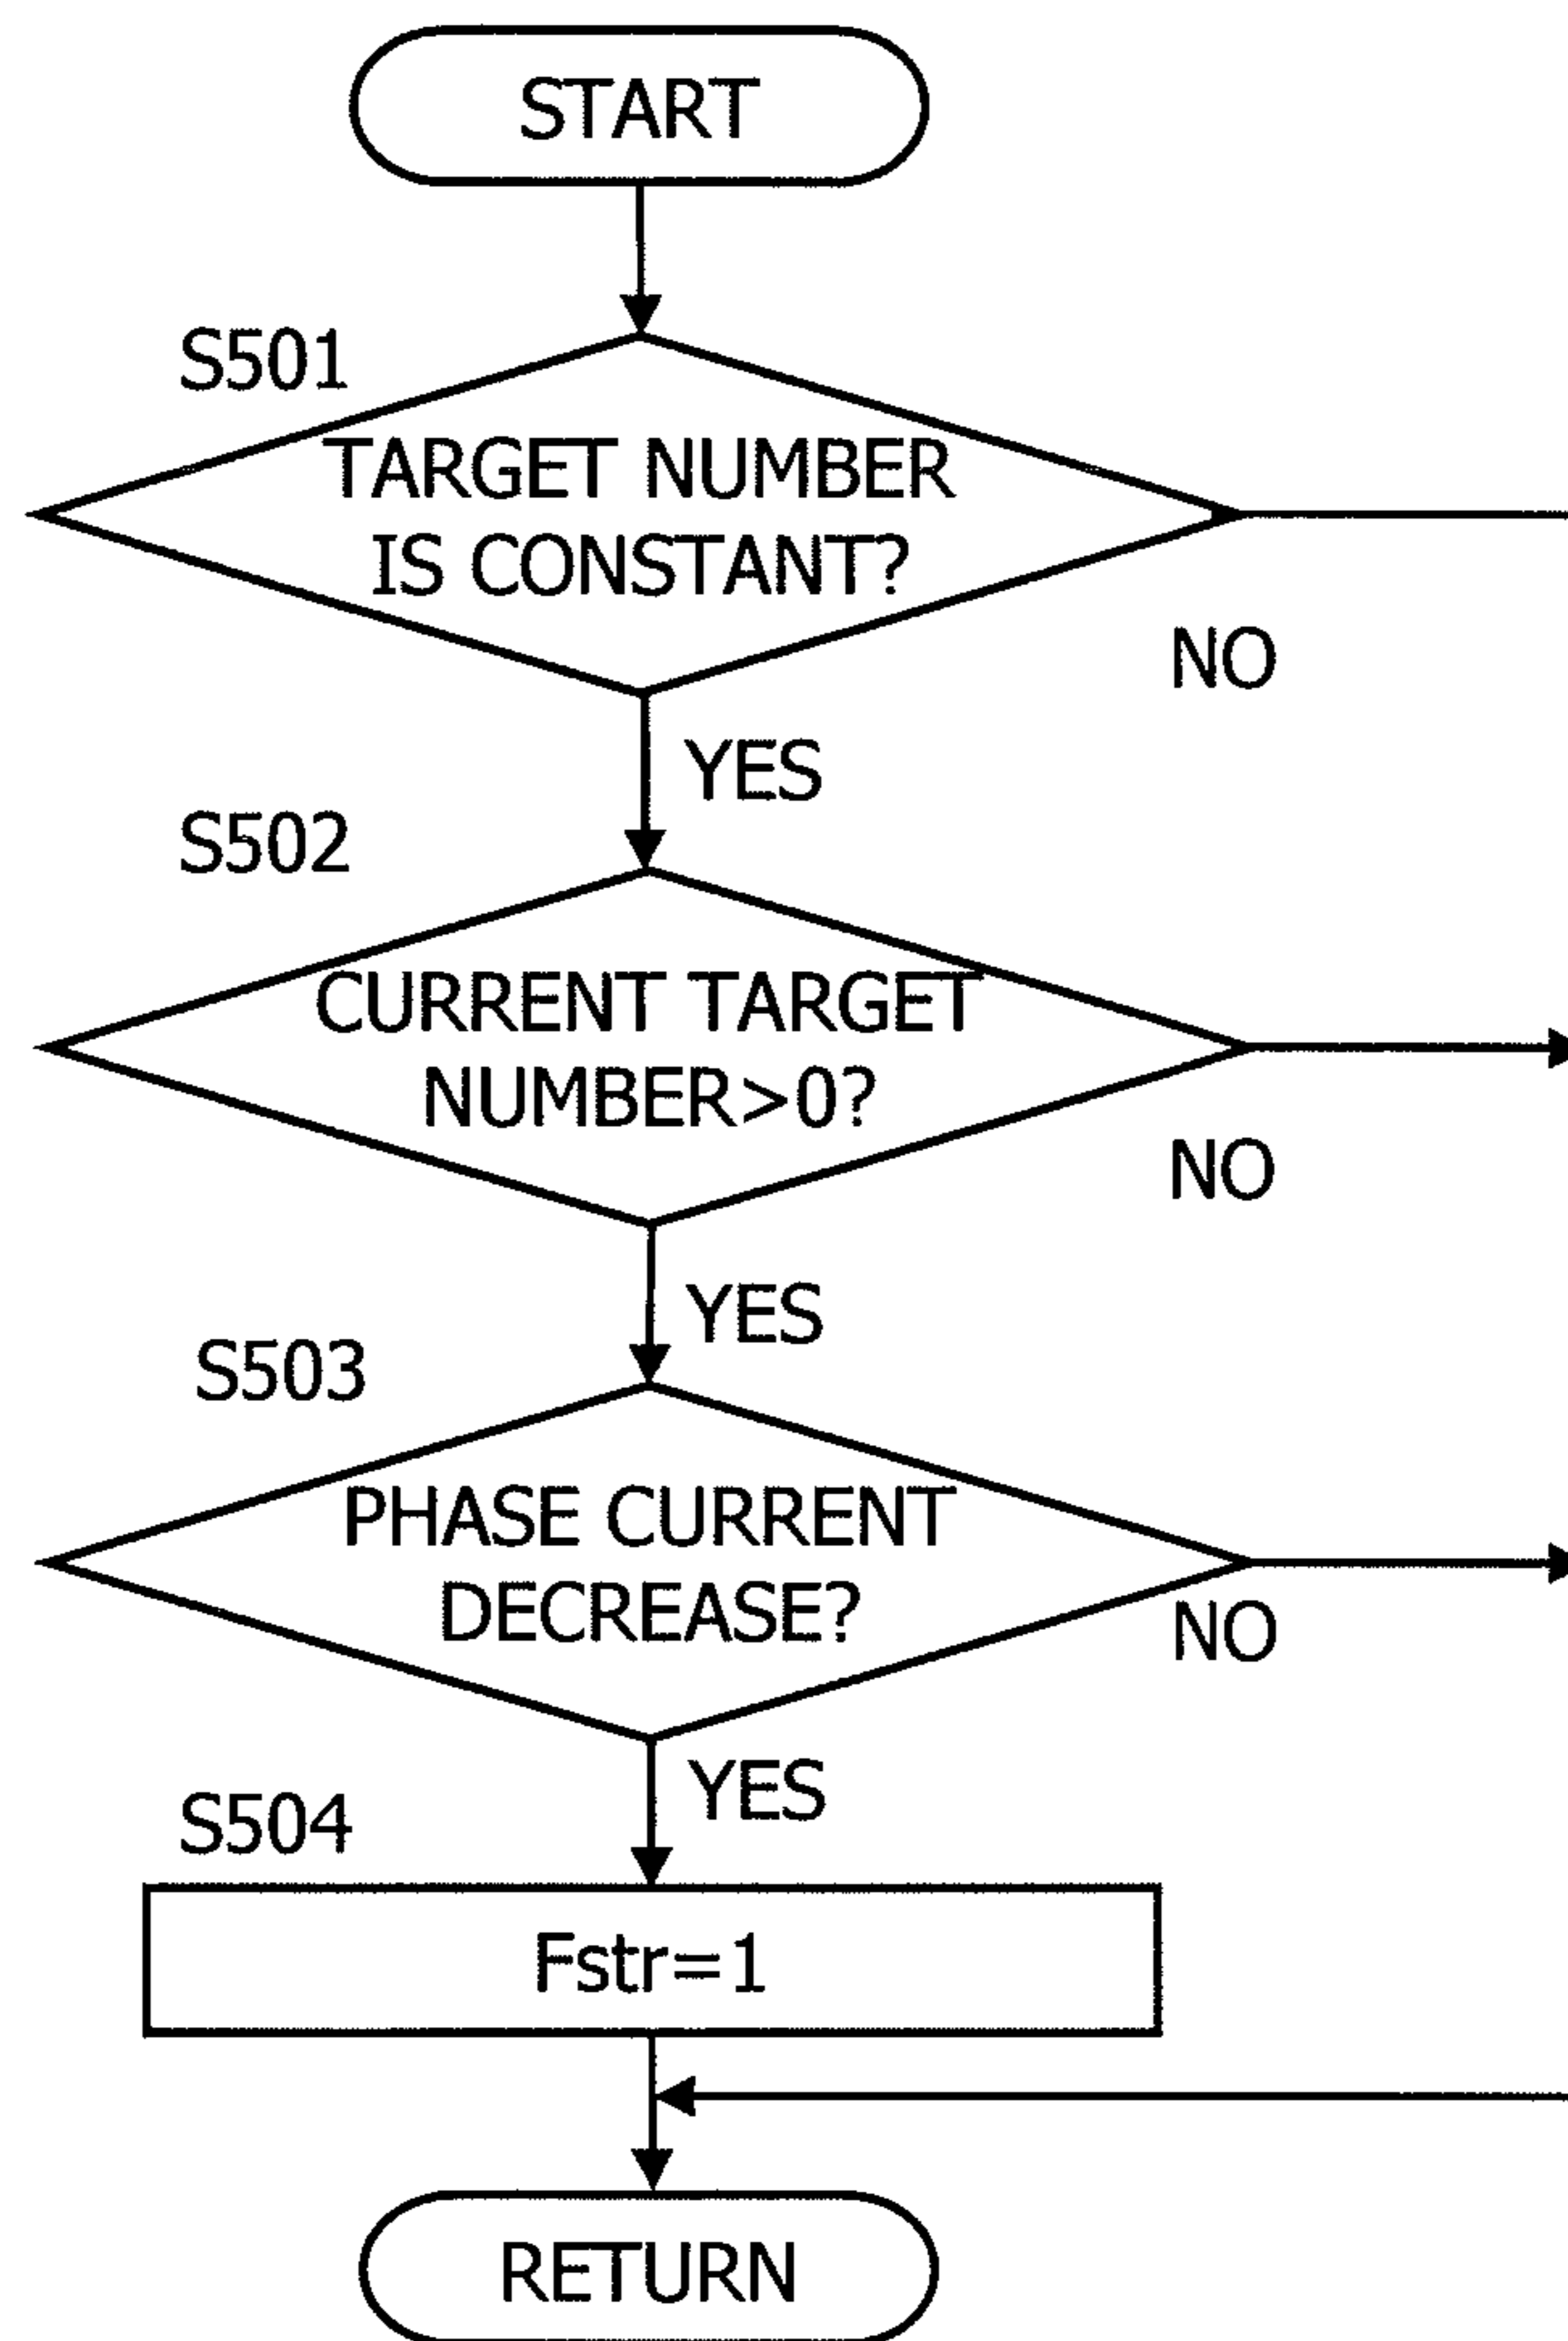 START
S501
TARGET NUMBER
IS CONSTANT?
NO
YES
S502
CURRENT TARGET
NUMBER>0?
NO
YES
S503
PHASE CURRENT
DECREASE?
NO
YES
S504
Fstr=1
RETURN